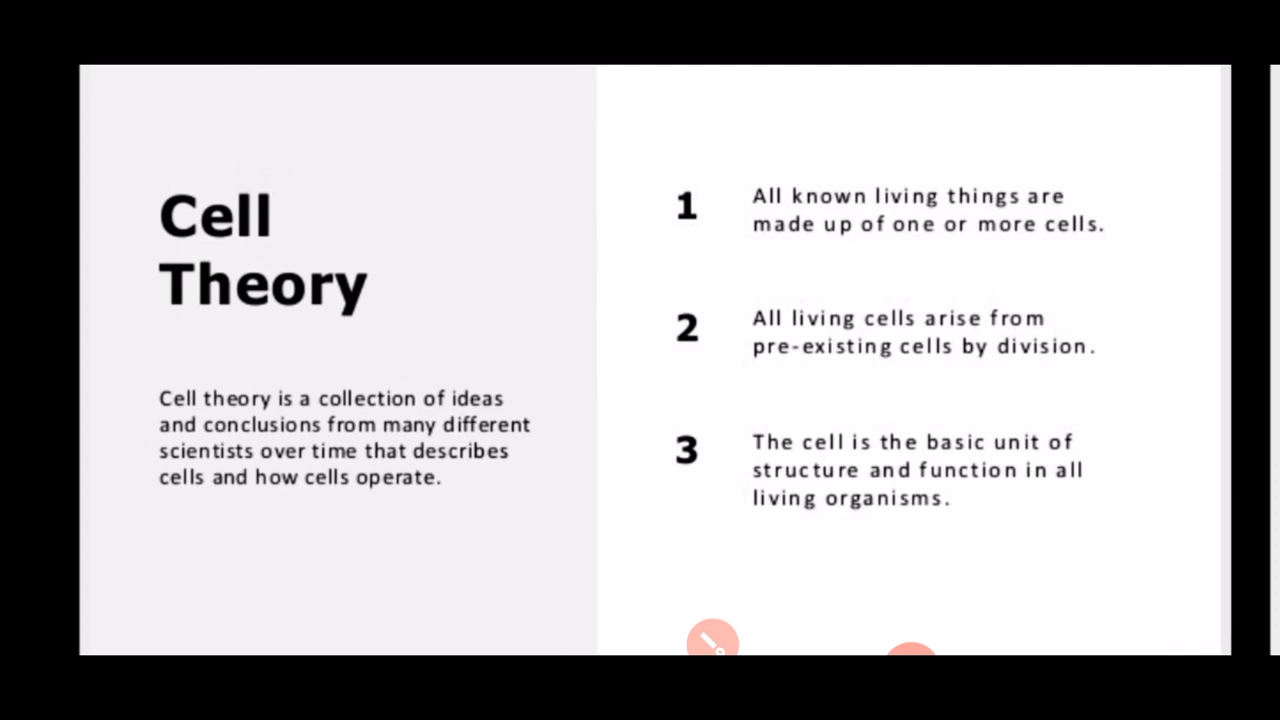 Cell
Theory
Cell theory is a collection of ideas
and conclusions from many different
scientists over time that describes
cells and how cells operate.
1
All known living things are
made up of one or more cells.
2
All living cells arise from
pre-existing cells by division.
3
The cell is the basic unit of
structure and function in all
living organisms.